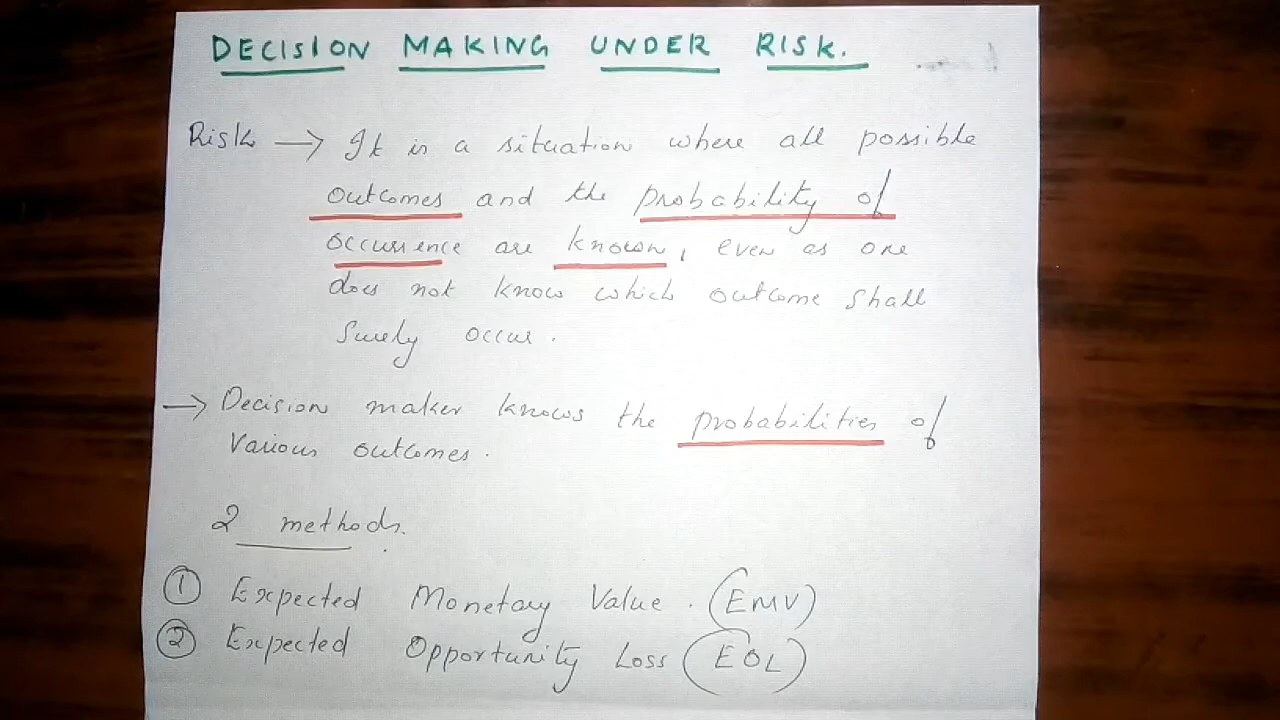 DECISION MAKING UNDER RISK.
Risk → It is a situation where all possible
outcomes and the probability of
occurrence are known, even as one
does not know which outcome shall
surely occur.
→ Decision maker knows the probabilities of
various outcomes.
2 methods.
① Expected Monetary Value. (EMV)
② Expected Opportunity Loss (EOL)